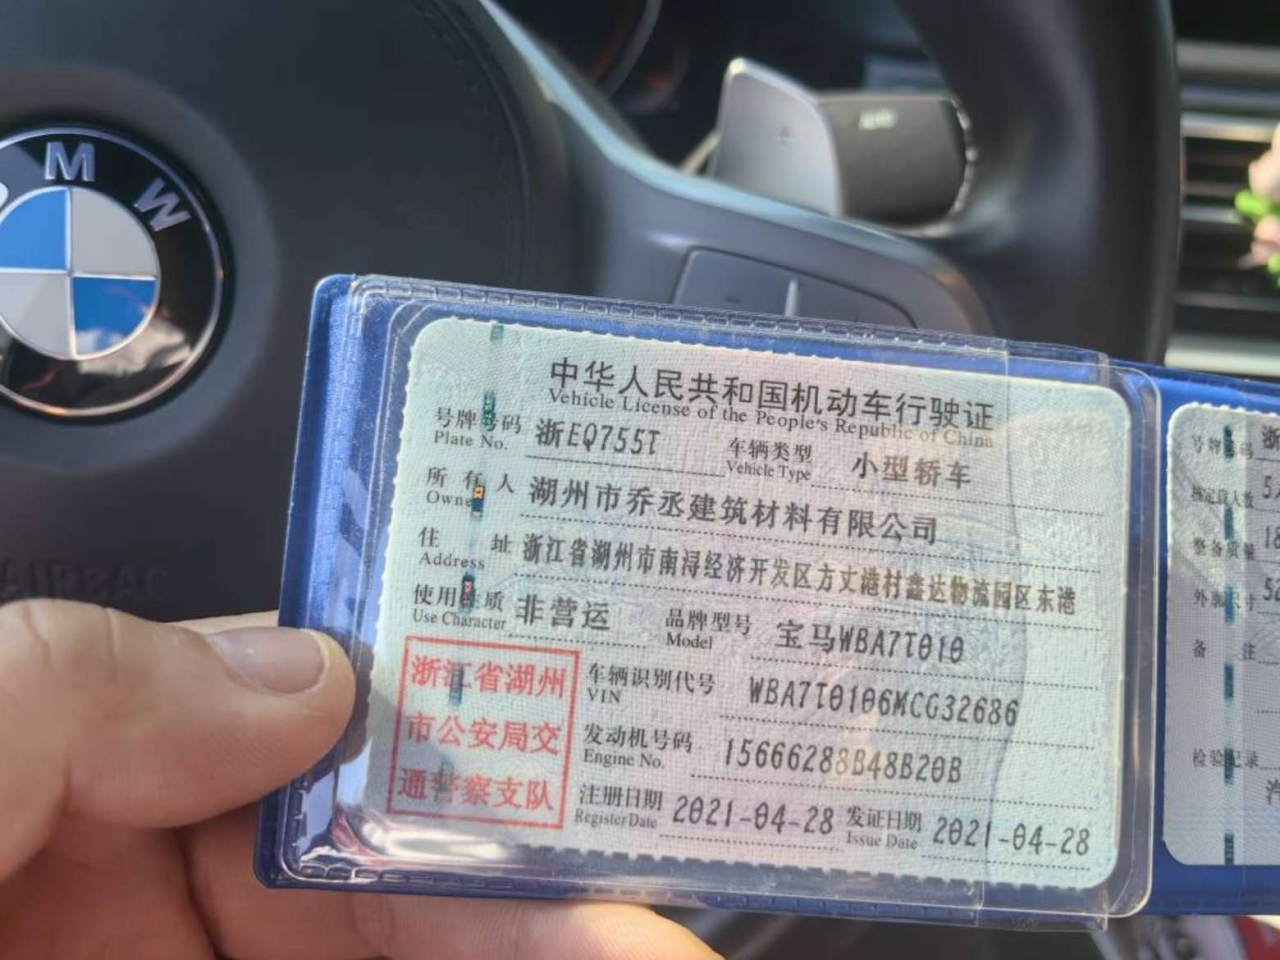 M W
AIRBAG
中华人民共和国机动车行驶证
Vehicle License of the People's Republic of China
号牌号码 浙EQ755T 车辆类型 小型轿车
Plate No. Vehicle Type
所有人 湖州市乔丞建筑材料有限公司
Owner
住址 浙江省湖州市南浔经济开发区方丈港村鑫达物流园区东港
Address
使用性质 非营运 品牌型号 宝马WBA7T010
Use Character Model
浙江省湖州
市公安局交
通警察支队
车辆识别代号 WBA7T0106MCG32686
VIN
发动机号码 15666288B48B20B
Engine No.
注册日期 2021-04-28 发证日期 2021-04-28
Register Date Issue Date
号牌号码 浙
核定载人数 5
整备质量 18
外廓尺寸 52
备注
检验记录